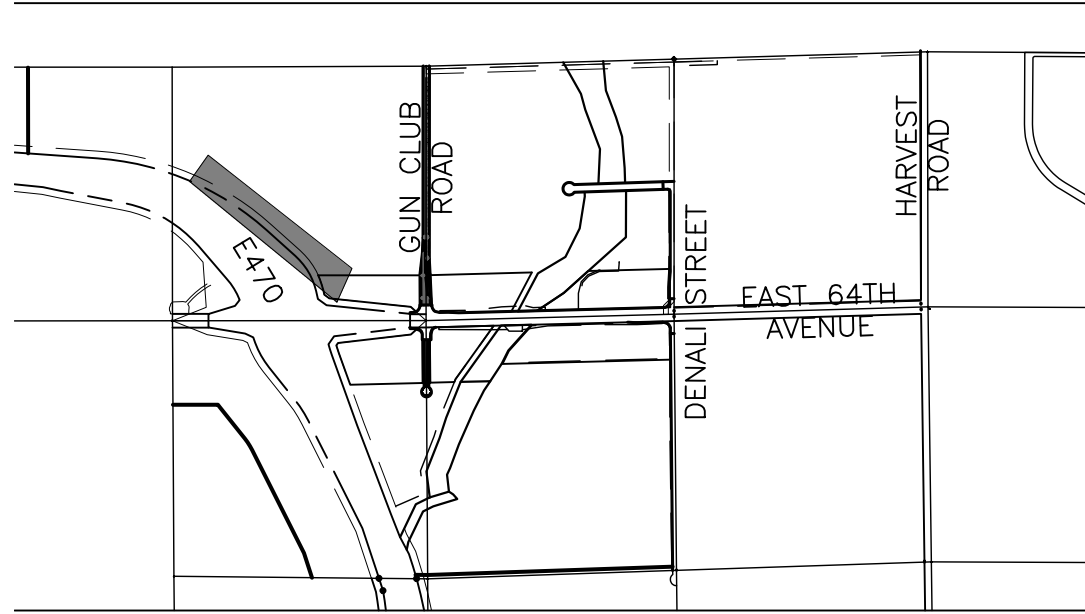 GUN CLUB
ROAD
HARVEST
ROAD
E470
DENALI STREET
EAST 64TH
AVENUE